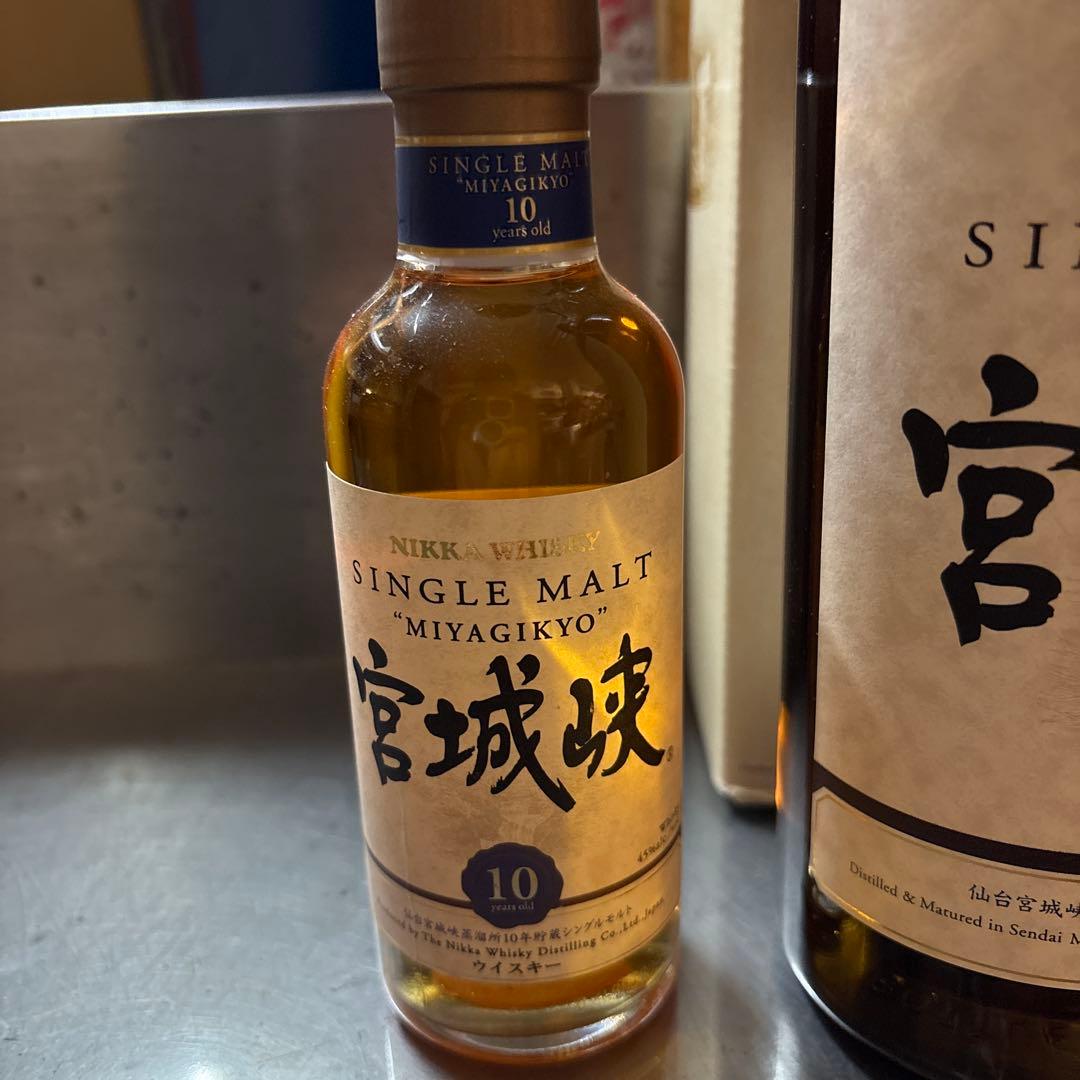 SINGLE MALT
"MIYAGIKYO"
10
years old
NIKKA WHISKY
SINGLE MALT
"MIYAGIKYO"
宮城峡®
45%
10
years old
仙台宮城峡蒸溜所10年貯蔵シングルモルト
by The Nikka Whisky Distilling Co., Ltd., Japan.
ウイスキー
SI
宮
仙台宮城峡
Distilled & Matured in Sendai M